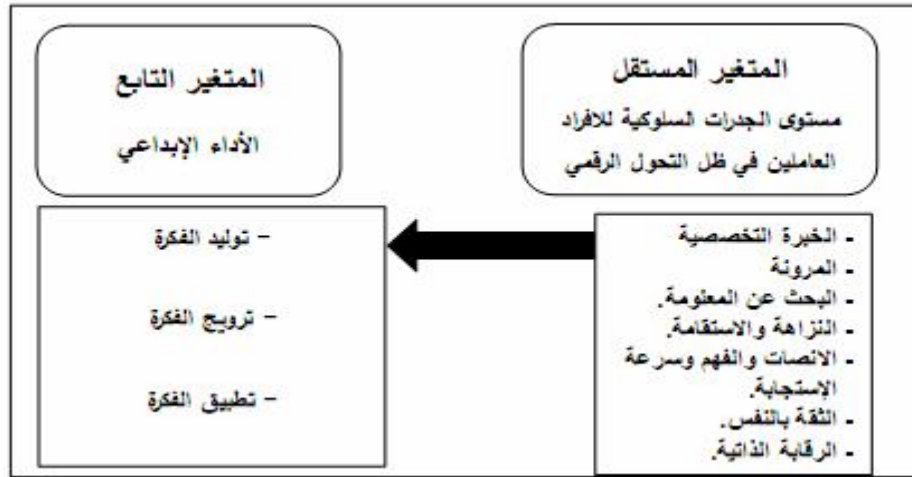 المتغير المستقل
مستوى الجدرات السلوكية للافراد
العاملين في ظل التحول الرقمي
- الخبرة التخصصية
- المرونة
- البحث عن المعلومة.
- النزاهة والاستقامة.
- الانصات والفهم وسرعة
الإستجابة.
- الثقة بالنفس.
- الرقابة الذاتية.
المتغير التابع
الأداء الإبداعي
– توليد الفكرة
– ترويج الفكرة
– تطبيق الفكرة